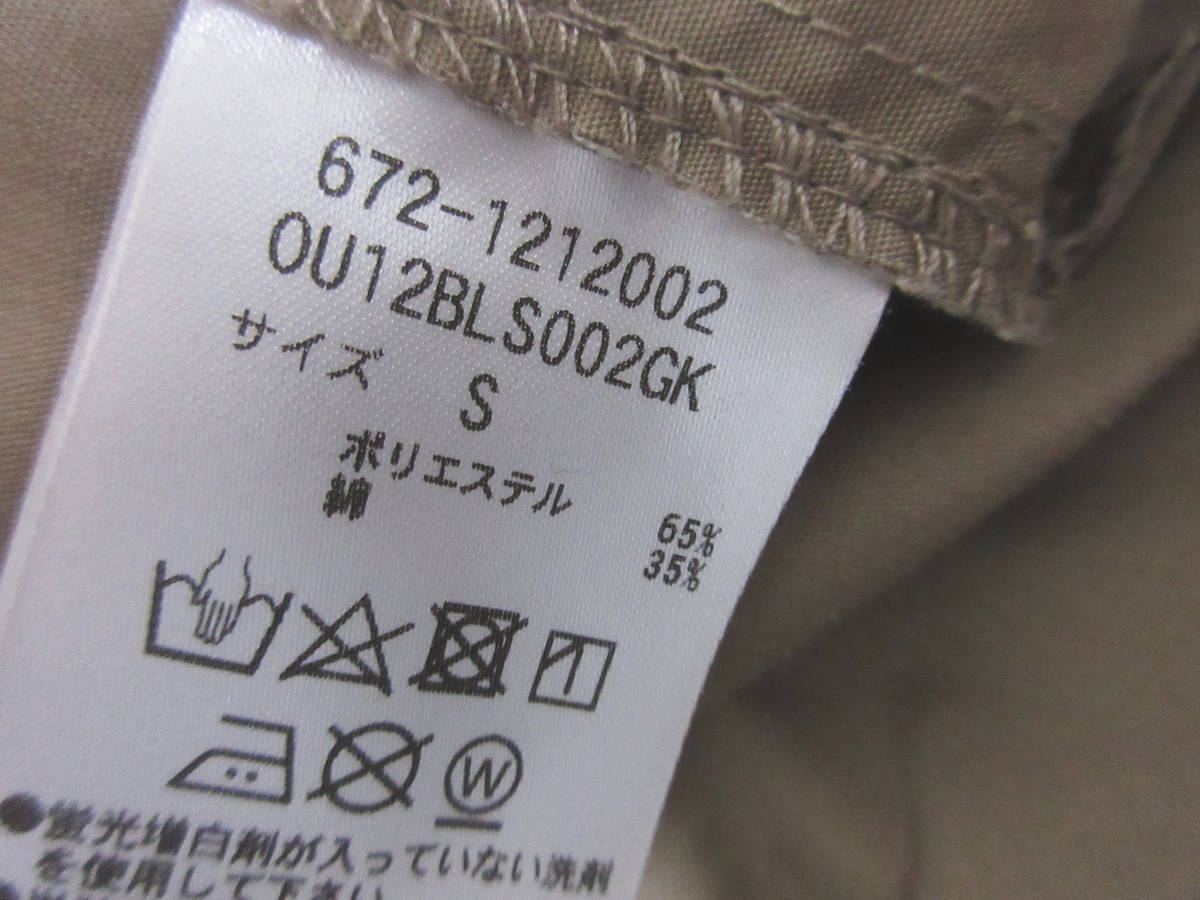 672-1212002
OU12BLS002GK
サイズ S
ポリエステル 65%
綿 35%
W
●蛍光増白剤が入っていない洗剤
を使用して下さい